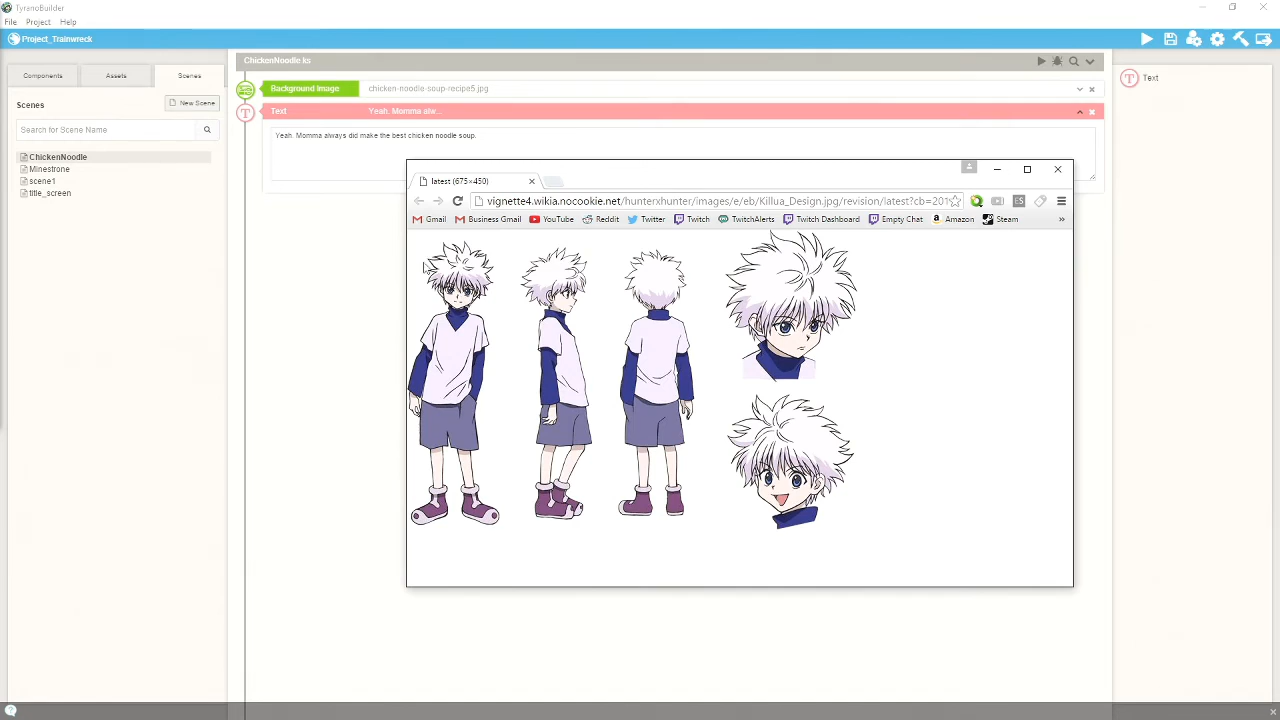 TyranoBuilder
File Project Help
Project_Trainwreck
Components Assets Scenes
Scenes New Scene
Search for Scene Name
ChickenNoodle
Minestrone
scene1
title_screen
ChickenNoodle ks
Background Image chicken-noodle-soup-recipe5 jpg
Text Yeah. Momma alw...
Yeah Momma always did make the best chicken noodle soup.
Text
latest (675×450)
vignette4.wikia.nocookie.net/hunterxhunter/images/e/eb/Killua_Design.jpg/revision/latest?cb=201
Gmail Business Gmail YouTube Reddit Twitter Twitch TwitchAlerts Twitch Dashboard Empty Chat Amazon Steam »